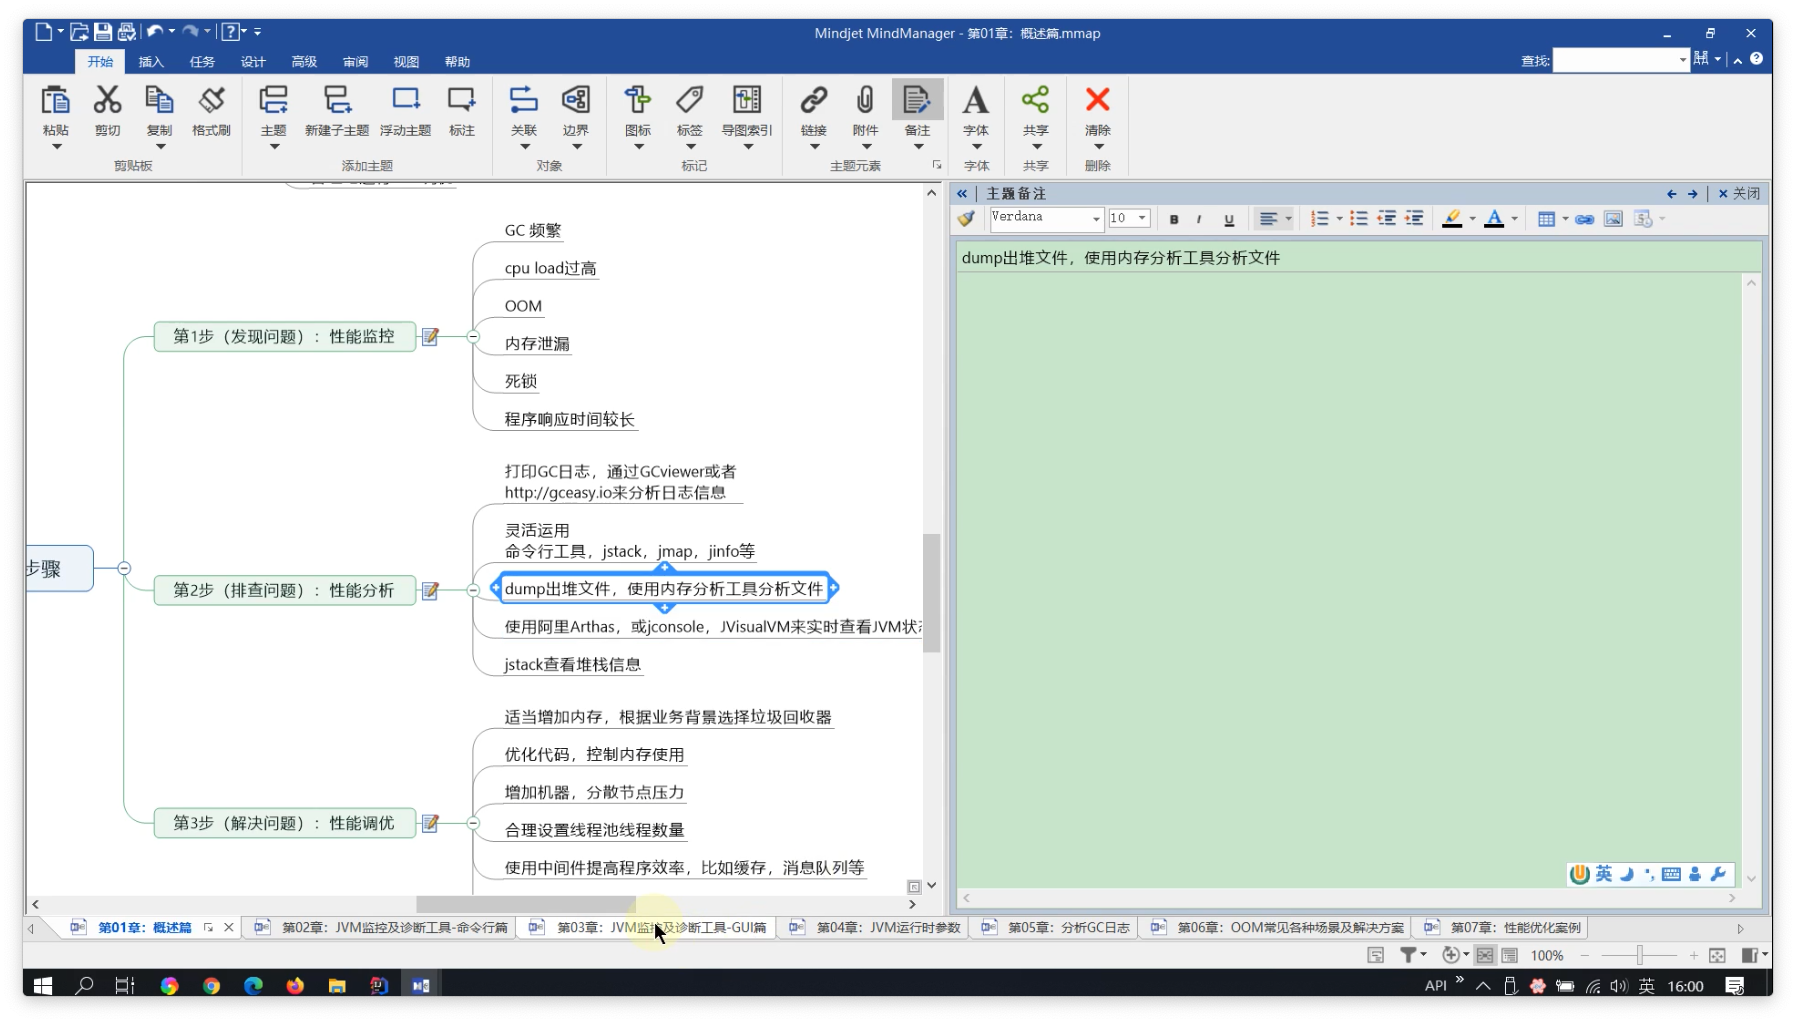 Mindjet MindManager - 第01章：概述篇.mmap
开始 插入 任务 设计 高级 审阅 视图 帮助
查找:
粘贴 剪切 复制 格式刷 主题 新建子主题 浮动主题 标注 关联 边界 图标 标签 导图索引 链接 附件 备注 字体 共享 清除
剪贴板 添加主题 对象 标记 主题元素 字体 共享 删除
主题备注
关闭
Verdana 10 B I U
dump出堆文件，使用内存分析工具分析文件
GC 频繁
cpu load过高
OOM
内存泄漏
死锁
程序响应时间较长
第1步（发现问题）：性能监控
打印GC日志，通过GCviewer或者
http://gceasy.io来分析日志信息
灵活运用
命令行工具，jstack，jmap，jinfo等
dump出堆文件，使用内存分析工具分析文件
使用阿里Arthas，或jconsole，JVisualVM来实时查看JVM状
jstack查看堆栈信息
步骤
第2步（排查问题）：性能分析
适当增加内存，根据业务背景选择垃圾回收器
优化代码，控制内存使用
增加机器，分散节点压力
合理设置线程池线程数量
使用中间件提高程序效率，比如缓存，消息队列等
第3步（解决问题）：性能调优
英
第01章：概述篇 第02章：JVM监控及诊断工具-命令行篇 第03章：JVM监控及诊断工具-GUI篇 第04章：JVM运行时参数 第05章：分析GC日志 第06章：OOM常见各种场景及解决方案 第07章：性能优化案例
100%
API 英 16:00